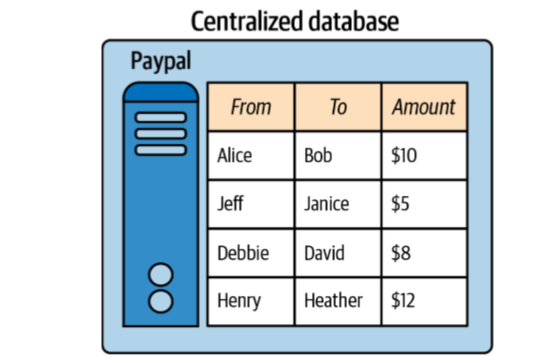 Centralized database
Paypal
From To Amount
Alice Bob $10
Jeff Janice $5
Debbie David $8
Henry Heather $12